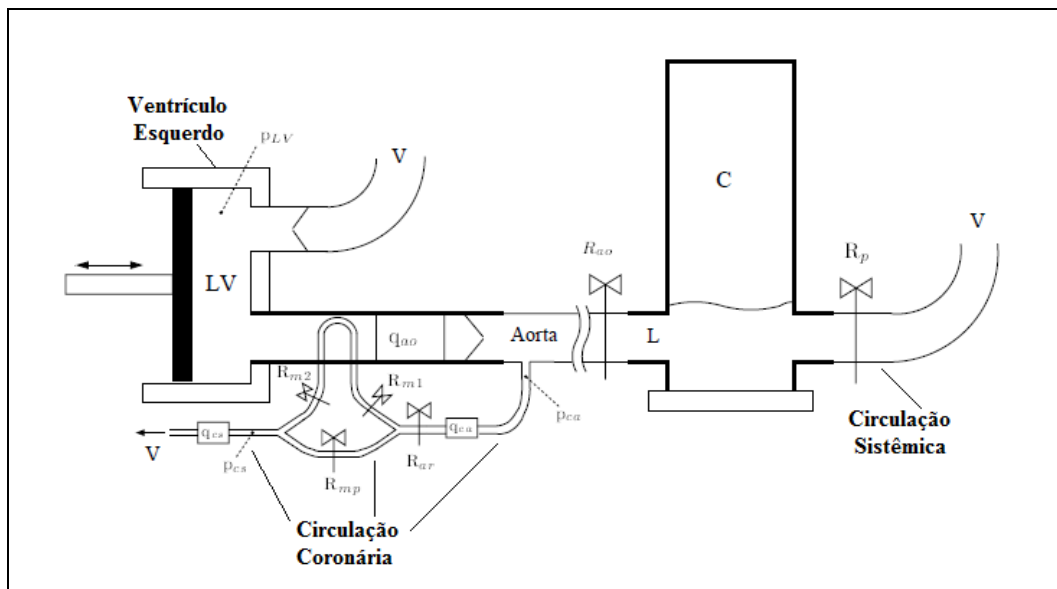 Ventrículo
Esquerdo
p_LV
V
C
V
R_ao
R_p
LV
q_ao
Aorta
L
R_m2
R_m1
p_ca
q_cs
q_ca
V
p_cs
R_mp
R_ar
Circulação
Sistêmica
Circulação
Coronária